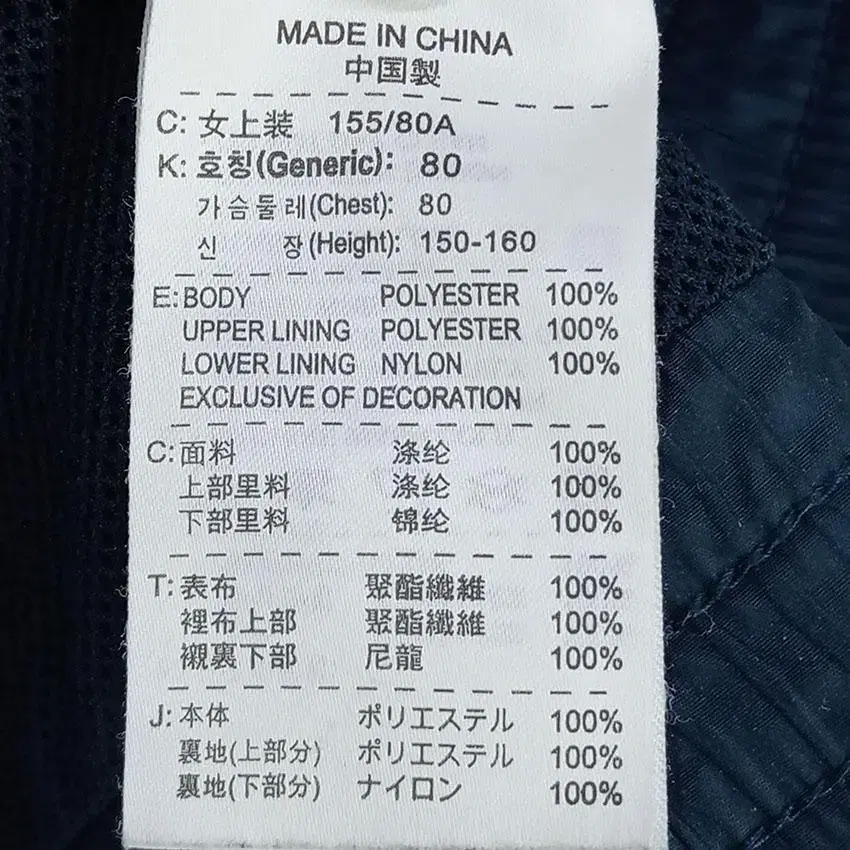 MADE IN CHINA
中国製
C: 女上装 155/80A
K: 호칭(Generic): 80
가슴둘레(Chest): 80
신 장(Height): 150-160
E: BODY POLYESTER 100%
UPPER LINING POLYESTER 100%
LOWER LINING NYLON 100%
EXCLUSIVE OF DECORATION
C: 面料 涤纶 100%
上部里料 涤纶 100%
下部里料 锦纶 100%
T: 表布 聚酯纖維 100%
裡布上部 聚酯纖維 100%
襯裏下部 尼龍 100%
J: 本体 ポリエステル 100%
裏地(上部分) ポリエステル 100%
裏地(下部分) ナイロン 100%